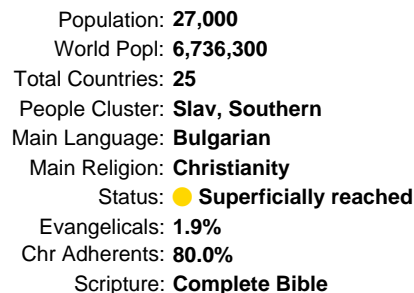 Population: 27,000
World Popl: 6,736,300
Total Countries: 25
People Cluster: Slav, Southern
Main Language: Bulgarian
Main Religion: Christianity
Status: Superficially reached
Evangelicals: 1.9%
Chr Adherents: 80.0%
Scripture: Complete Bible